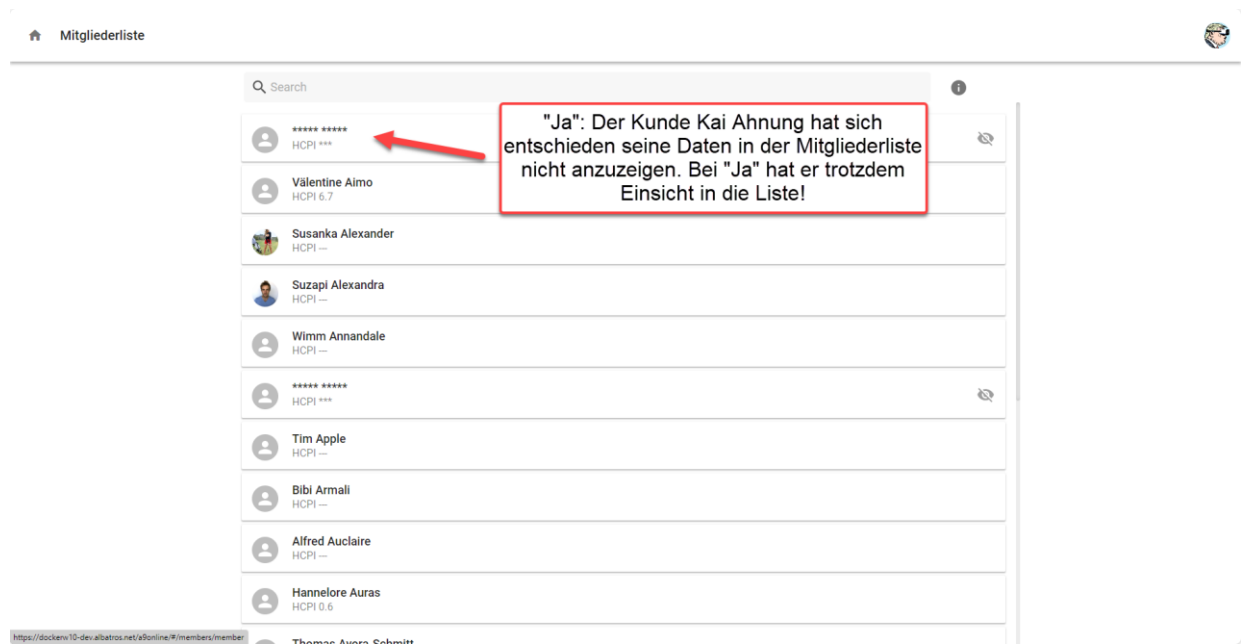 Mitgliederliste
Search
***** *****
HCPI ***
"Ja": Der Kunde Kai Ahnung hat sich
entschieden seine Daten in der Mitgliederliste
nicht anzuzeigen. Bei "Ja" hat er trotzdem
Einsicht in die Liste!
Välentine Aimo
HCPI 6.7
Susanka Alexander
HCPI —
Suzapi Alexandra
HCPI —
Wimm Annandale
HCPI —
***** *****
HCPI ***
Tim Apple
HCPI —
Bibi Armali
HCPI —
Alfred Auclaire
HCPI —
Hannelore Auras
HCPI 0.6
Thomas Avora-Schmitt
https://dockerw10-dev.albatros.net/a9online/#/members/member